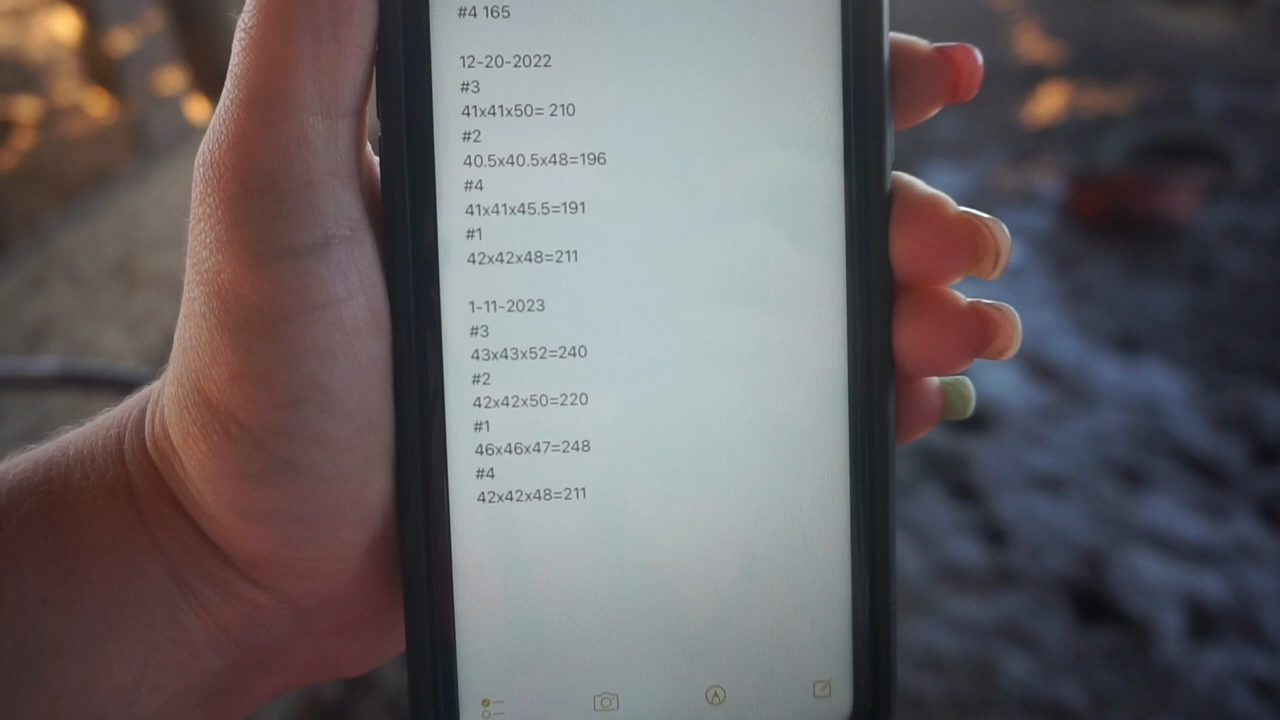 #4 165
12-20-2022
#3
41x41x50= 210
#2
40.5x40.5x48=196
#4
41x41x45.5=191
#1
42x42x48=211
1-11-2023
#3
43x43x52=240
#2
42x42x50=220
#1
46x46x47=248
#4
42x42x48=211